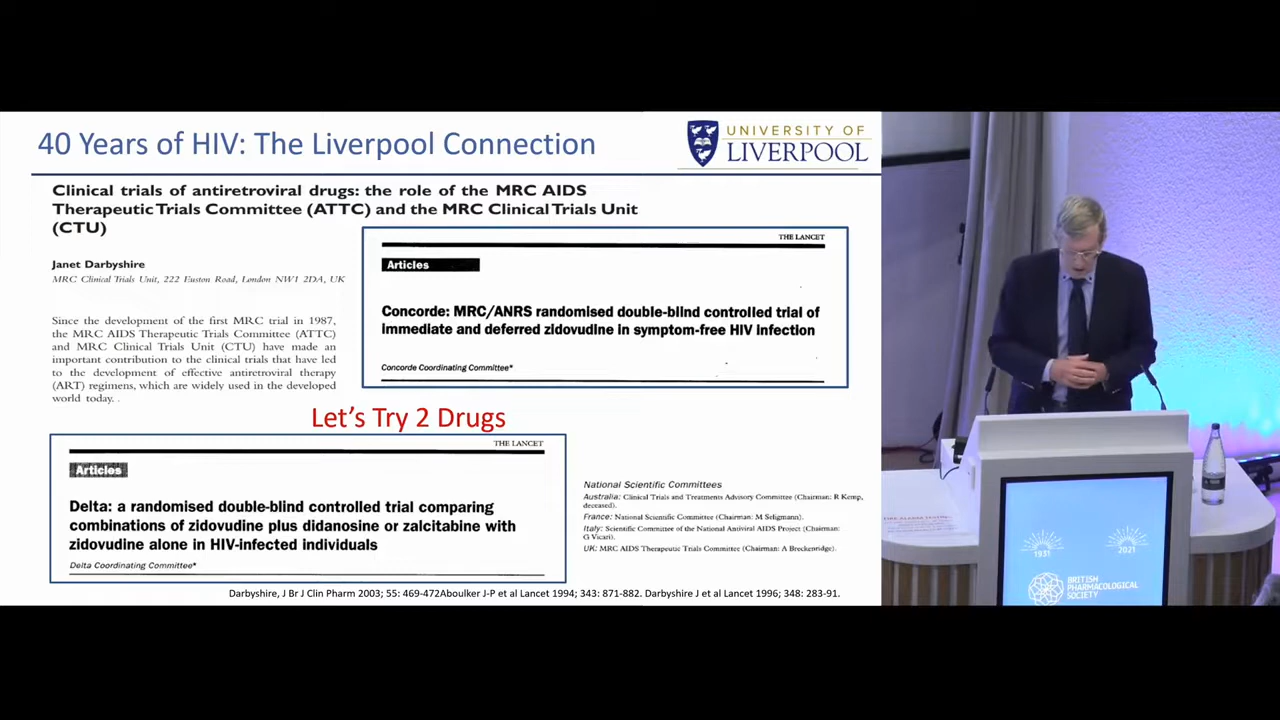 40 Years of HIV: The Liverpool Connection
UNIVERSITY OF
LIVERPOOL
Clinical trials of antiretroviral drugs: the role of the MRC AIDS
Therapeutic Trials Committee (ATTC) and the MRC Clinical Trials Unit
(CTU)
Janet Darbyshire
MRC Clinical Trials Unit, 222 Euston Road, London NW1 2DA, UK
Since the development of the first MRC trial in 1987,
the MRC AIDS Therapeutic Trials Committee (ATTC)
and MRC Clinical Trials Unit (CTU) have made an
important contribution to the clinical trials that have led
to the development of effective antiretroviral therapy
(ART) regimens, which are widely used in the developed
world today. .
THE LANCET
Articles
Concorde: MRC/ANRS randomised double-blind controlled trial of
immediate and deferred zidovudine in symptom-free HIV infection
Concorde Coordinating Committee*
Let's Try 2 Drugs
THE LANCET
Articles
Delta: a randomised double-blind controlled trial comparing
combinations of zidovudine plus didanosine or zalcitabine with
zidovudine alone in HIV-infected individuals
Delta Coordinating Committee*
National Scientific Committees
Australia: Clinical Trials and Treatments Advisory Committee (Chairman: R Kemp,
deceased).
France: National Scientific Committee (Chairman: M Seligmann).
Italy: Scientific Committee of the National Antiviral AIDS Project (Chairman:
G Vicari).
UK: MRC AIDS Therapeutic Trials Committee (Chairman: A Breckenridge).
Darbyshire, J Br J Clin Pharm 2003; 55: 469-472Aboulker J-P et al Lancet 1994; 343: 871-882. Darbyshire J et al Lancet 1996; 348: 283-91.
1931
2021
BRITISH
PHARMACOLOGICAL
SOCIETY